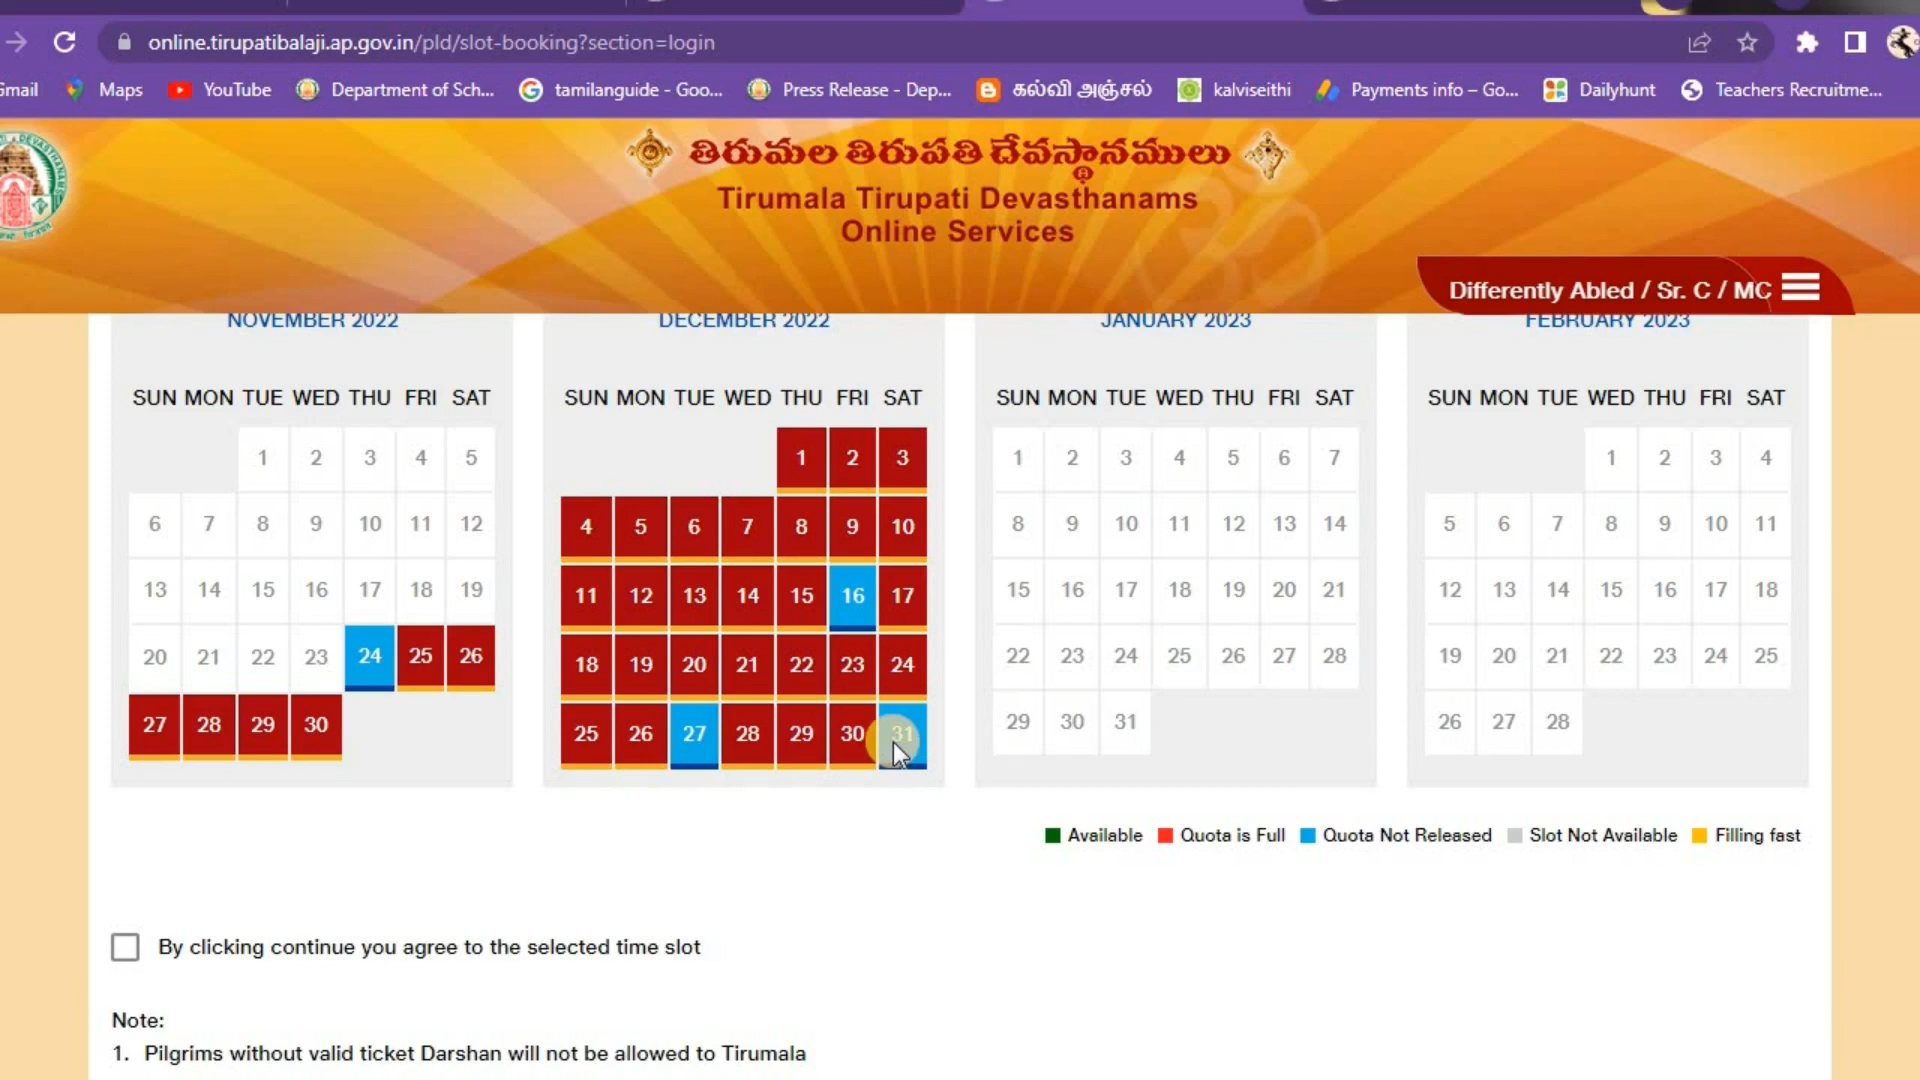 online.tirupatibalaji.ap.gov.in/pld/slot-booking?section=login
Gmail Maps YouTube Department of Sch... tamilanguide - Goo... Press Release - Dep... கல்வி அஞ்சல் kalviseithi Payments info – Go... Dailyhunt Teachers Recruitme...
తిరుమల తిరుపతి దేవస్థానములు
Tirumala Tirupati Devasthanams
Online Services
Differently Abled / Sr. C / MC
NOVEMBER 2022 DECEMBER 2022 JANUARY 2023 FEBRUARY 2023
SUN MON TUE WED THU FRI SAT SUN MON TUE WED THU FRI SAT SUN MON TUE WED THU FRI SAT SUN MON TUE WED THU FRI SAT
1 2 3 4 5 1 2 3 1 2 3 4 5 6 7 1 2 3 4
6 7 8 9 10 11 12 4 5 6 7 8 9 10 8 9 10 11 12 13 14 5 6 7 8 9 10 11
13 14 15 16 17 18 19 11 12 13 14 15 16 17 15 16 17 18 19 20 21 12 13 14 15 16 17 18
20 21 22 23 24 25 26 18 19 20 21 22 23 24 22 23 24 25 26 27 28 19 20 21 22 23 24 25
27 28 29 30 25 26 27 28 29 30 31 29 30 31 26 27 28
Available Quota is Full Quota Not Released Slot Not Available Filling fast
By clicking continue you agree to the selected time slot
Note:
1. Pilgrims without valid ticket Darshan will not be allowed to Tirumala